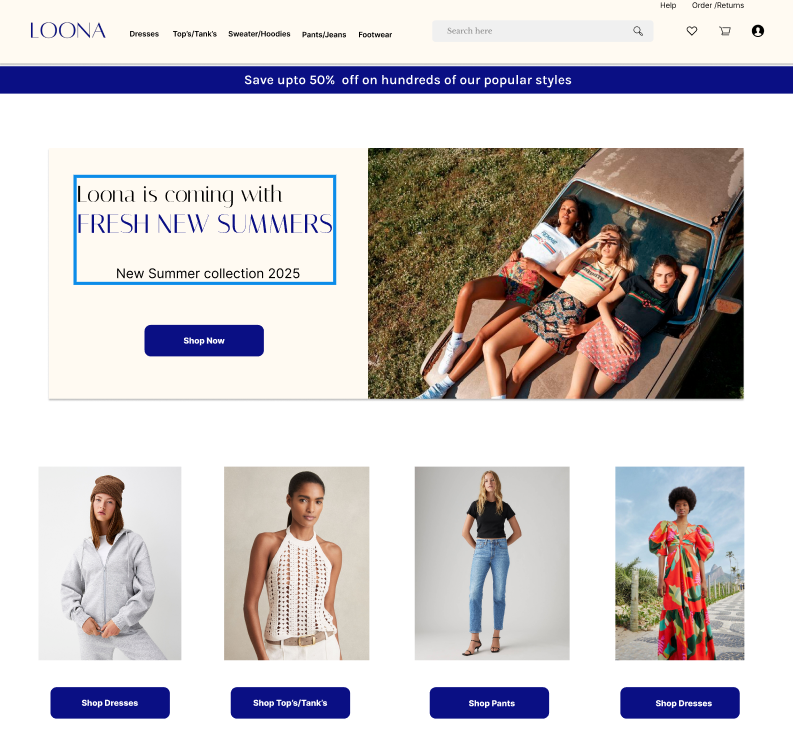 Help Order /Returns
LOONA Dresses Top's/Tank's Sweater/Hoodies Pants/Jeans Footwear Search here
Save upto 50% off on hundreds of our popular styles
Loona is coming with
FRESH NEW SUMMERS
New Summer collection 2025
Shop Now
Shop Dresses Shop Top's/Tank's Shop Pants Shop Dresses